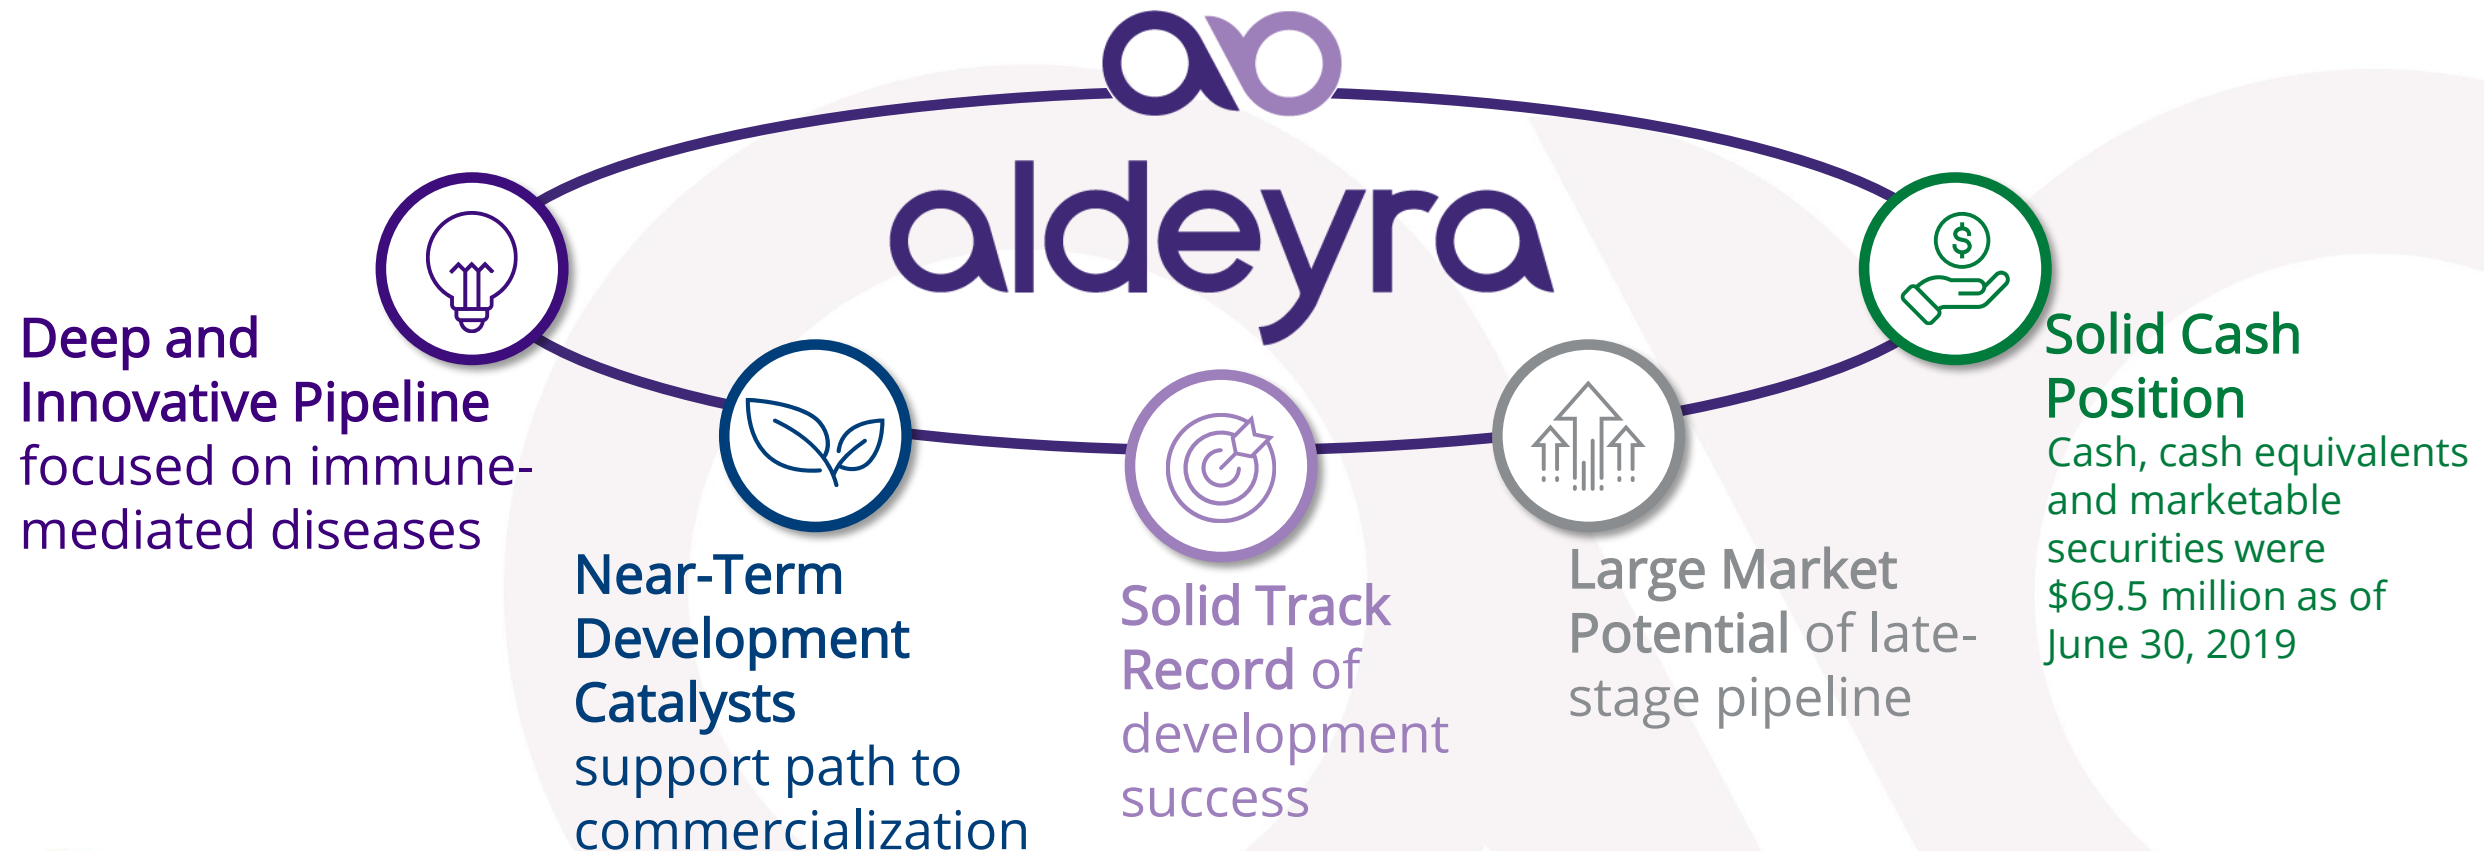 aldeyra
Deep and
Innovative Pipeline
focused on immune-
mediated diseases
Near-Term
Development
Catalysts
support path to
commercialization
Solid Track
Record of
development
success
Large Market
Potential of late-
stage pipeline
$
Solid Cash
Position
Cash, cash equivalents
and marketable
securities were
$69.5 million as of
June 30, 2019